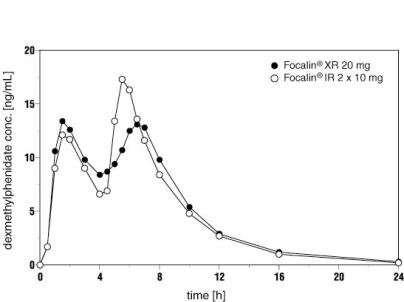 20
15
10
5
0
dexmethylphenidate conc. [ng/mL]
Focalin® XR 20 mg
Focalin® IR 2 x 10 mg
0 4 8 12 16 20 24
time [h]